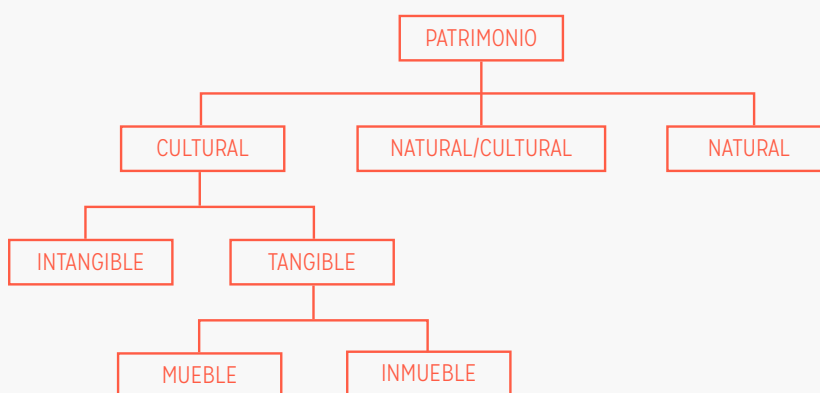 PATRIMONIO
CULTURAL
NATURAL/CULTURAL
NATURAL
INTANGIBLE
TANGIBLE
MUEBLE
INMUEBLE